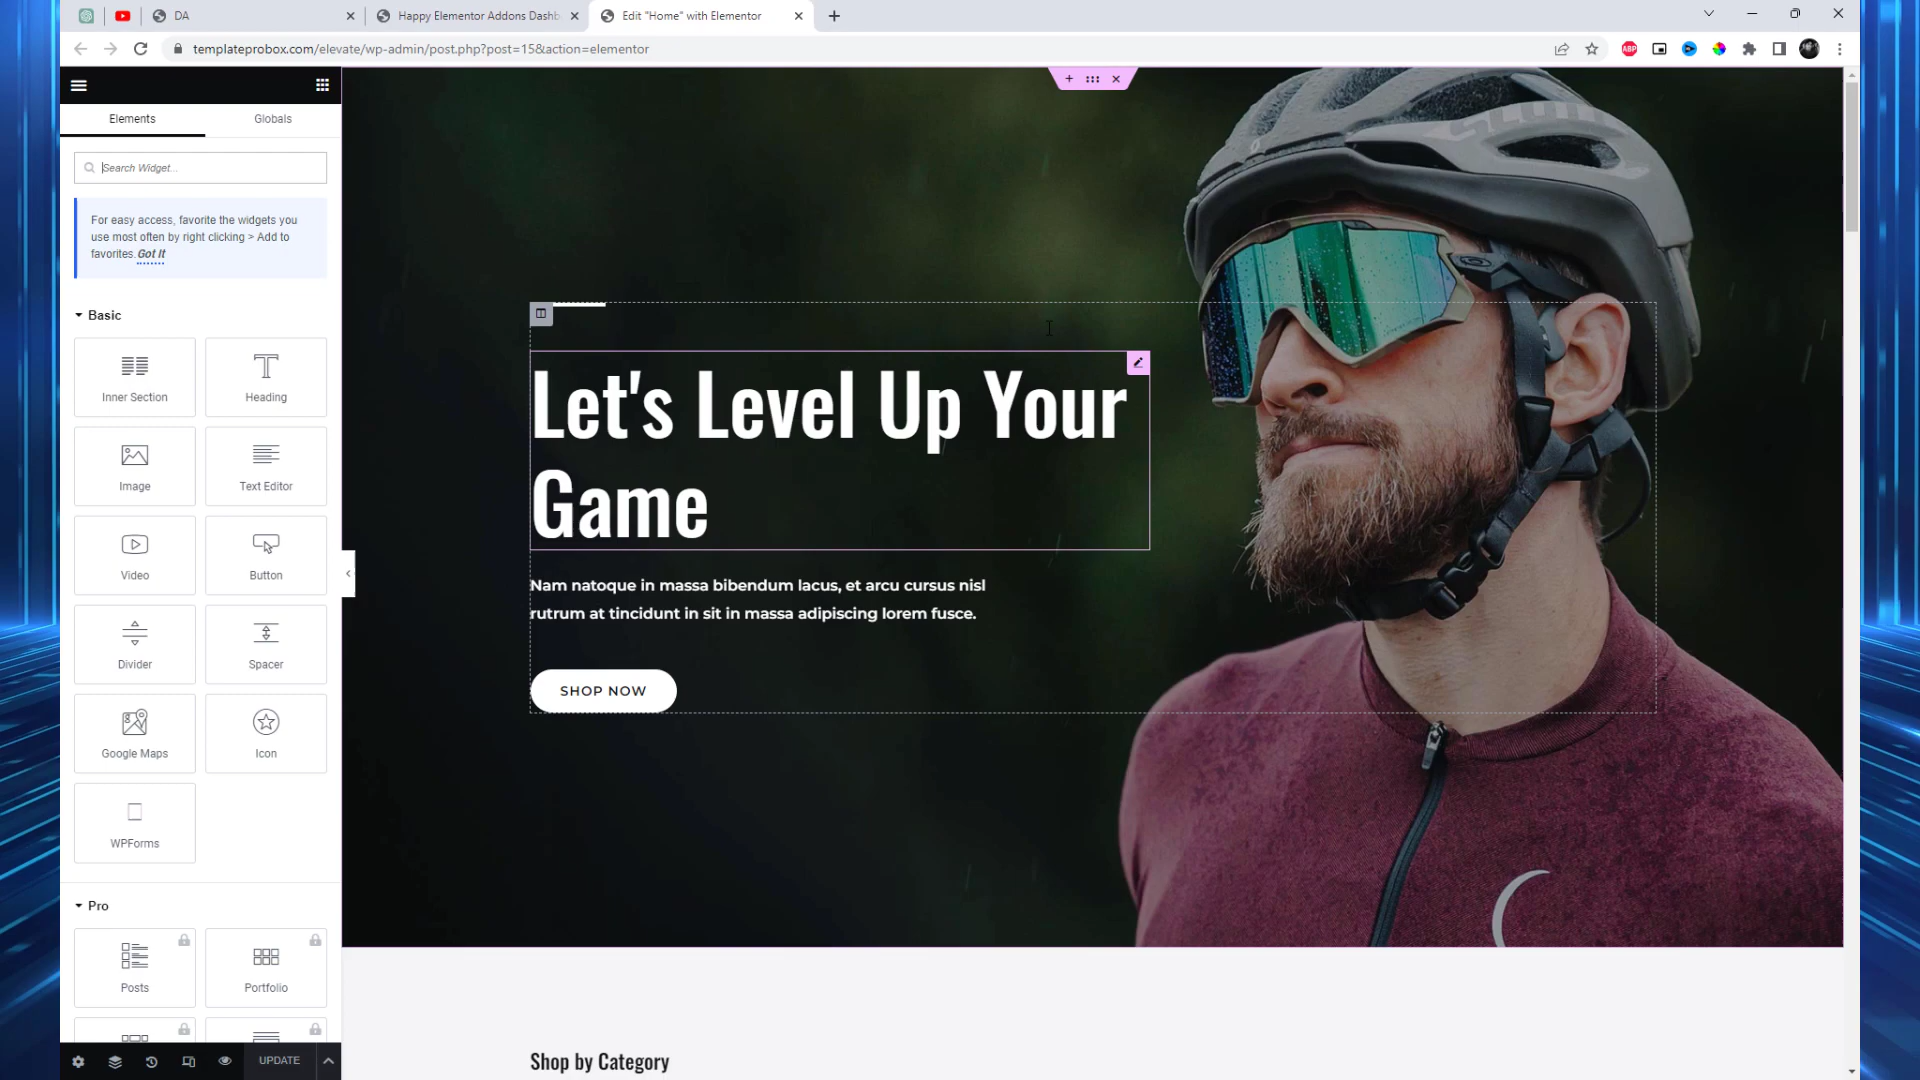 DA
Happy Elementor Addons Dashb
Edit "Home" with Elementor
templateprobox.com/elevate/wp-admin/post.php?post=15&action=elementor
ABP
Elements
Globals
Search Widget...
For easy access, favorite the widgets you
use most often by right clicking > Add to
favorites. Got It
Basic
Inner Section
Heading
Image
Text Editor
Video
Button
Divider
Spacer
Google Maps
Icon
WPForms
Pro
Posts
Portfolio
UPDATE
Let's Level Up Your
Game
Nam natoque in massa bibendum lacus, et arcu cursus nisl
rutrum at tincidunt in sit in massa adipiscing lorem fusce.
SHOP NOW
Shop by Category